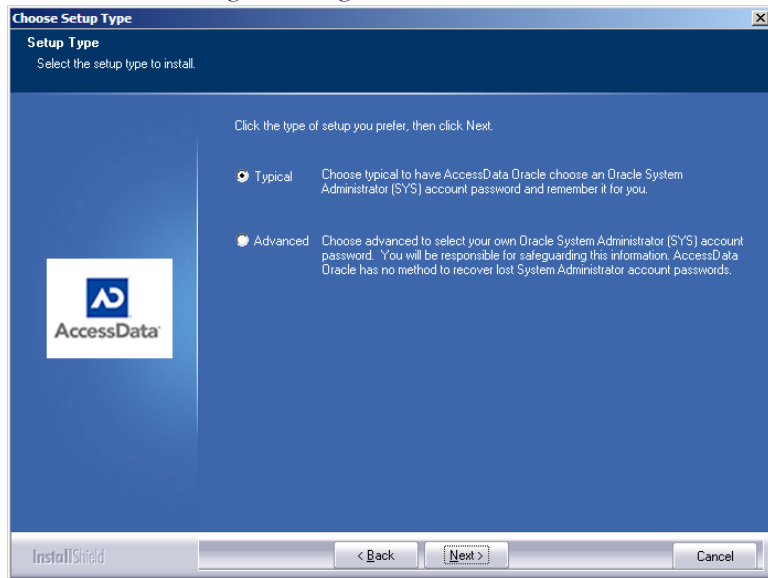 Choose Setup Type
Setup Type
Select the setup type to install.
Click the type of setup you prefer, then click Next.
Typical
Choose typical to have AccessData Oracle choose an Oracle System
Administrator (SYS) account password and remember it for you.
Advanced
Choose advanced to select your own Oracle System Administrator (SYS) account
password. You will be responsible for safeguarding this information. AccessData
Oracle has no method to recover lost System Administrator account passwords.
AccessData
InstallShield
< Back
Next >
Cancel